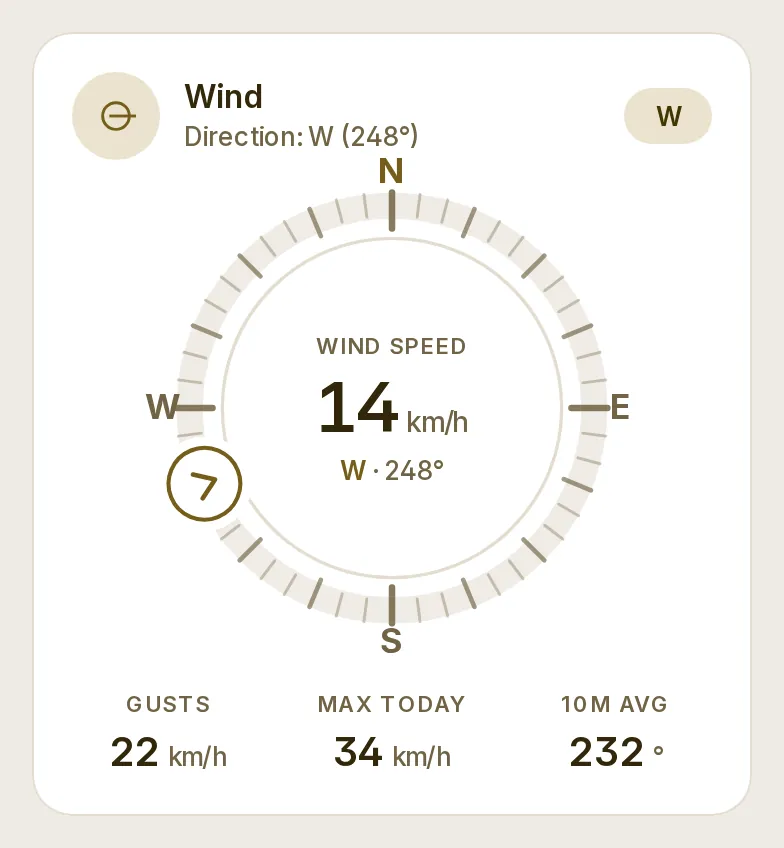 Wind
W
Direction: W (248°)
N
WIND SPEED
14 km/h
W
E
W · 248°
S
GUSTS
MAX TODAY
10M AVG
22 km/h
34 km/h
232 °